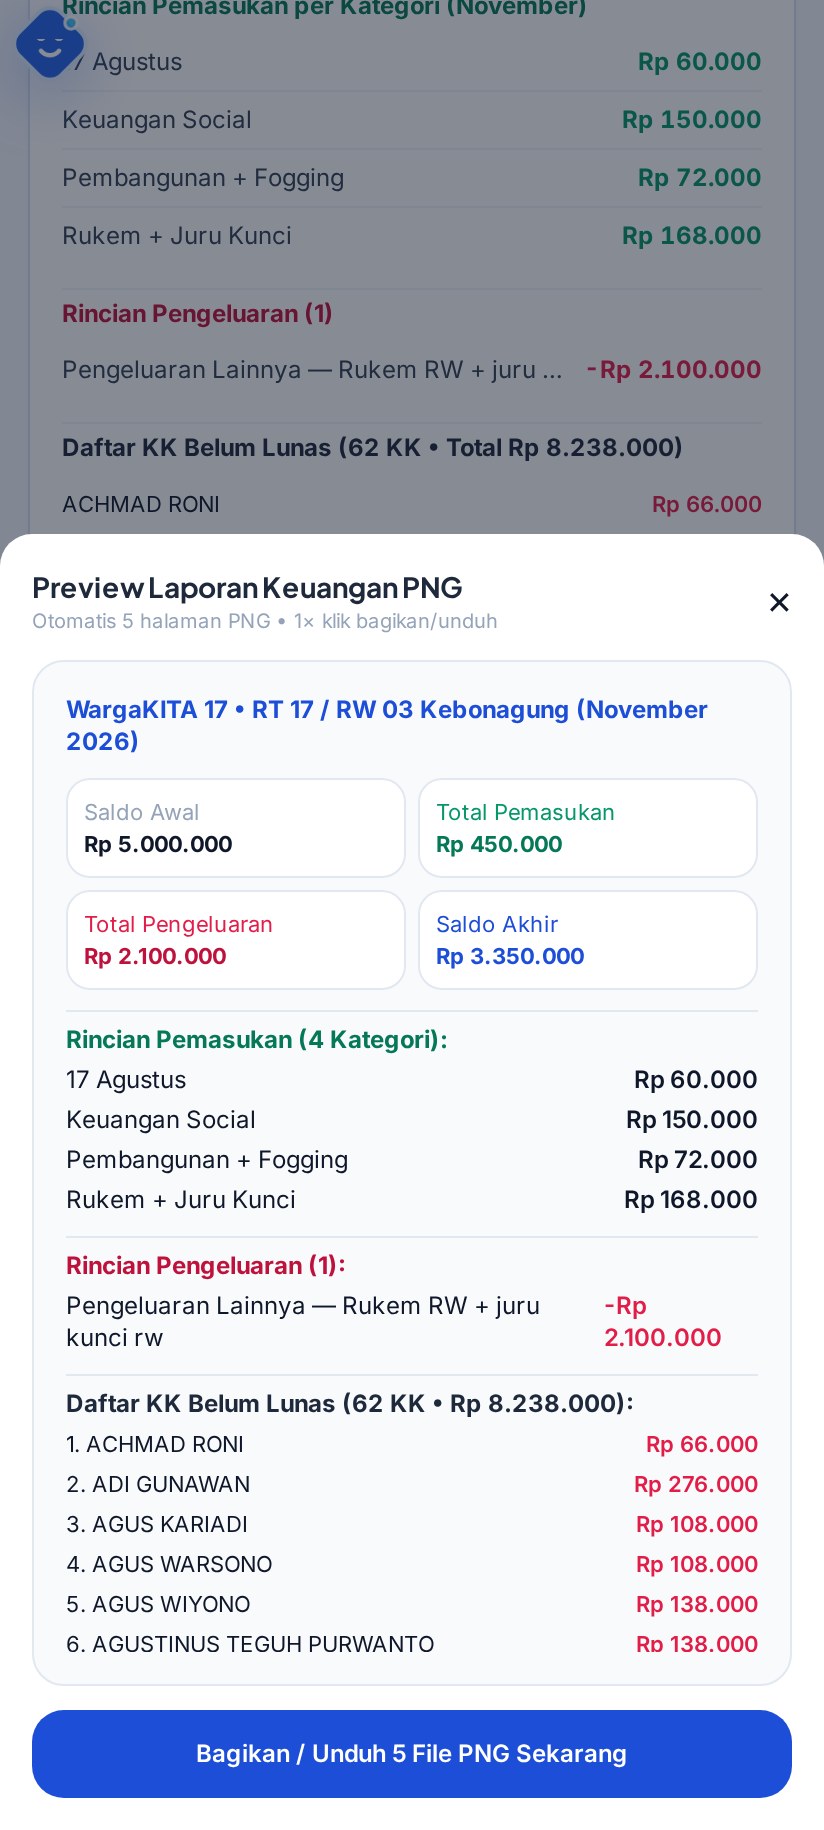 Rincian Pemasukan per Kategori (November)
7 Agustus Rp 60.000
Keuangan Social Rp 150.000
Pembangunan + Fogging Rp 72.000
Rukem + Juru Kunci Rp 168.000
Rincian Pengeluaran (1)
Pengeluaran Lainnya — Rukem RW + juru ... -Rp 2.100.000
Daftar KK Belum Lunas (62 KK • Total Rp 8.238.000)
ACHMAD RONI Rp 66.000
Preview Laporan Keuangan PNG
Otomatis 5 halaman PNG • 1× klik bagikan/unduh
WargaKITA 17 • RT 17 / RW 03 Kebonagung (November
2026)
Saldo Awal
Rp 5.000.000
Total Pemasukan
Rp 450.000
Total Pengeluaran
Rp 2.100.000
Saldo Akhir
Rp 3.350.000
Rincian Pemasukan (4 Kategori):
17 Agustus Rp 60.000
Keuangan Social Rp 150.000
Pembangunan + Fogging Rp 72.000
Rukem + Juru Kunci Rp 168.000
Rincian Pengeluaran (1):
Pengeluaran Lainnya — Rukem RW + juru -Rp
kunci rw 2.100.000
Daftar KK Belum Lunas (62 KK • Rp 8.238.000):
1. ACHMAD RONI Rp 66.000
2. ADI GUNAWAN Rp 276.000
3. AGUS KARIADI Rp 108.000
4. AGUS WARSONO Rp 108.000
5. AGUS WIYONO Rp 138.000
6. AGUSTINUS TEGUH PURWANTO Rp 138.000
Bagikan / Unduh 5 File PNG Sekarang